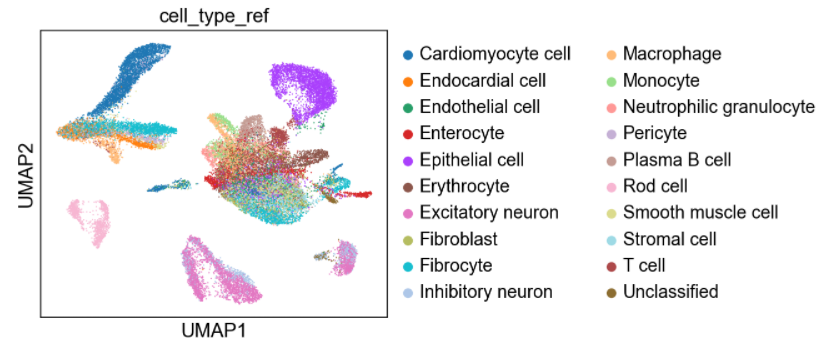 cell_type_ref
UMAP2
UMAP1
Cardiomyocyte cell
Endocardial cell
Endothelial cell
Enterocyte
Epithelial cell
Erythrocyte
Excitatory neuron
Fibroblast
Fibrocyte
Inhibitory neuron
Macrophage
Monocyte
Neutrophilic granulocyte
Pericyte
Plasma B cell
Rod cell
Smooth muscle cell
Stromal cell
T cell
Unclassified